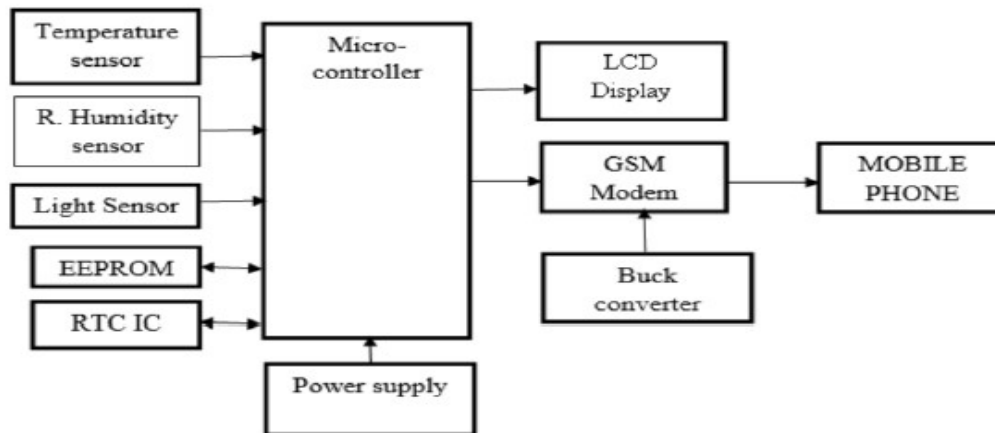 Temperature
sensor
R. Humidity
sensor
Light Sensor
EEPROM
RTC IC
Micro-
controller
Power supply
LCD
Display
GSM
Modem
Buck
converter
MOBILE
PHONE